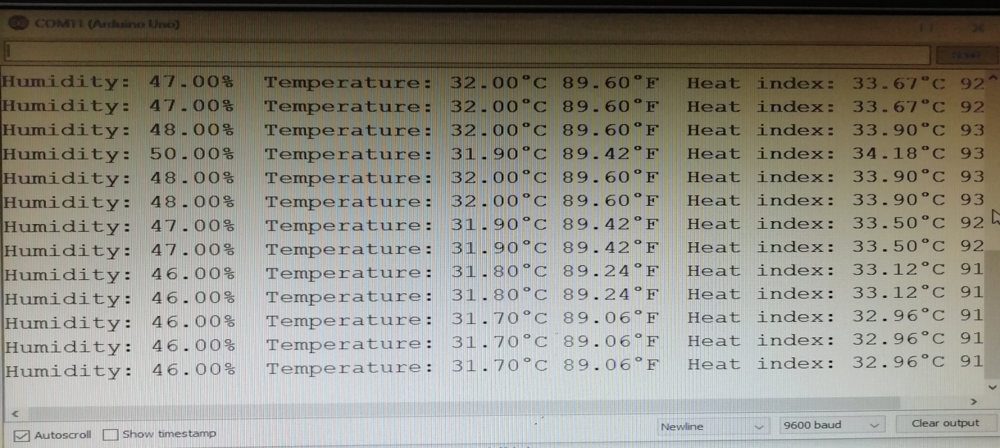 COM11 (Arduino Uno)
Humidity: 47.00%  Temperature: 32.00°C 89.60°F  Heat index: 33.67°C 92
Humidity: 47.00%  Temperature: 32.00°C 89.60°F  Heat index: 33.67°C 92
Humidity: 48.00%  Temperature: 32.00°C 89.60°F  Heat index: 33.90°C 93
Humidity: 50.00%  Temperature: 31.90°C 89.42°F  Heat index: 34.18°C 93
Humidity: 48.00%  Temperature: 32.00°C 89.60°F  Heat index: 33.90°C 93
Humidity: 48.00%  Temperature: 32.00°C 89.60°F  Heat index: 33.90°C 93
Humidity: 47.00%  Temperature: 31.90°C 89.42°F  Heat index: 33.50°C 92
Humidity: 47.00%  Temperature: 31.90°C 89.42°F  Heat index: 33.50°C 92
Humidity: 46.00%  Temperature: 31.80°C 89.24°F  Heat index: 33.12°C 91
Humidity: 46.00%  Temperature: 31.80°C 89.24°F  Heat index: 33.12°C 91
Humidity: 46.00%  Temperature: 31.70°C 89.06°F  Heat index: 32.96°C 91
Humidity: 46.00%  Temperature: 31.70°C 89.06°F  Heat index: 32.96°C 91
Humidity: 46.00%  Temperature: 31.70°C 89.06°F  Heat index: 32.96°C 91
Autoscroll Show timestamp Newline 9600 baud Clear output